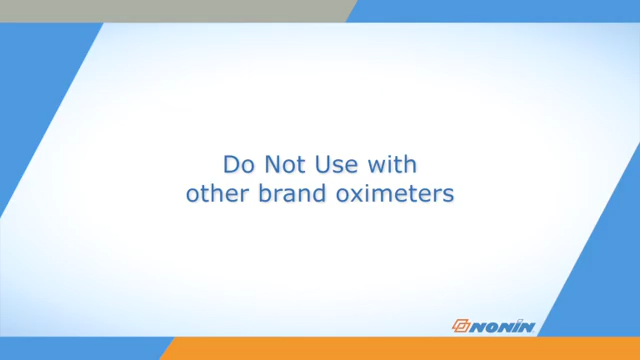 Do Not Use with
other brand oximeters
NONIN